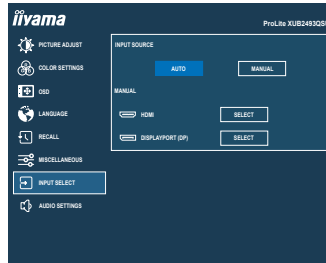 iiyama
ProLite XUB2493QSU
PICTURE ADJUST
COLOR SETTINGS
OSD
LANGUAGE
RECALL
MISCELLANEOUS
INPUT SELECT
AUDIO SETTINGS
INPUT SOURCE
AUTO MANUAL
MANUAL
HDMI SELECT
DISPLAYPORT (DP) SELECT